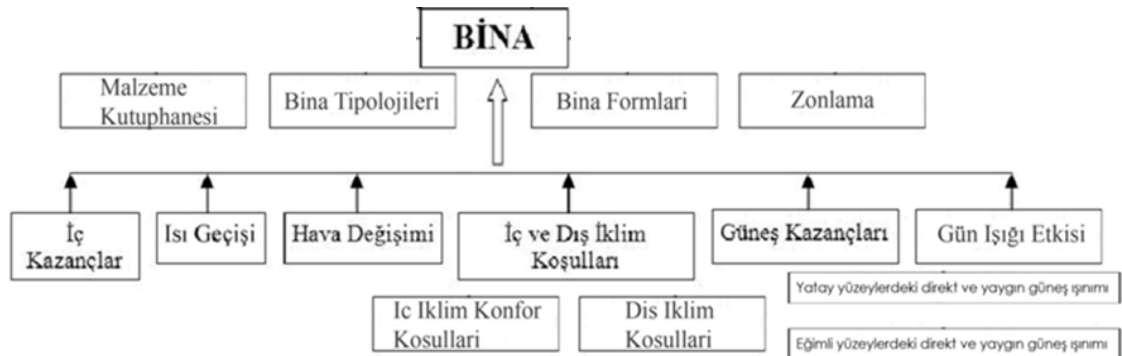 BİNA
Malzeme
Kutuphanesi
Bina Tipolojileri
Bina Formlari
Zonlama
İç
Kazançlar
Isı Geçişi
Hava Değişimi
İç ve Dış İklim
Koşulları
Güneş Kazançları
Gün Işığı Etkisi
Ic Iklim Konfor
Kosullari
Dis Iklim
Kosullari
Yatay yüzeylerdeki direkt ve yaygın güneş ışınımı
Eğimli yüzeylerdeki direkt ve yaygın güneş ışınımı